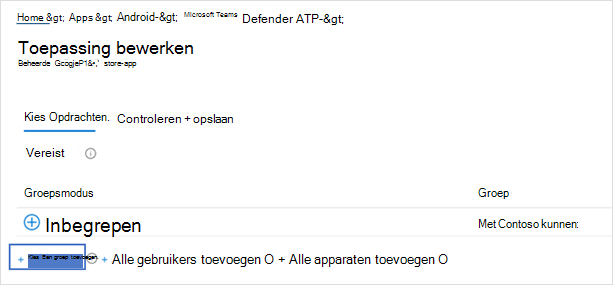 Home &gt; Apps &gt; Android-&gt; Microsoft Teams Defender ATP-&gt;
Toepassing bewerken
Beheerde GcogjeP1&•,' store-app
Kies Opdrachten. Controleren + opslaan
Vereist
Groepsmodus Groep
Inbegrepen Met Contoso kunnen:
+ Kies Een groep toevoegen + Alle gebruikers toevoegen O + Alle apparaten toevoegen O